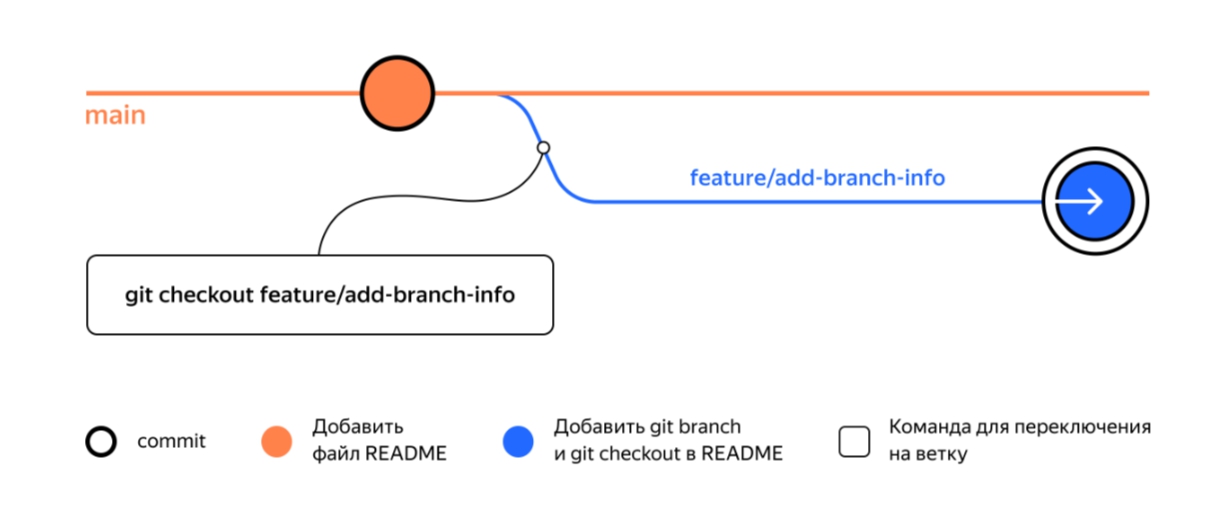 main
feature/add-branch-info
git checkout feature/add-branch-info
commit
Добавить
файл README
Добавить git branch
и git checkout в README
Команда для переключения
на ветку